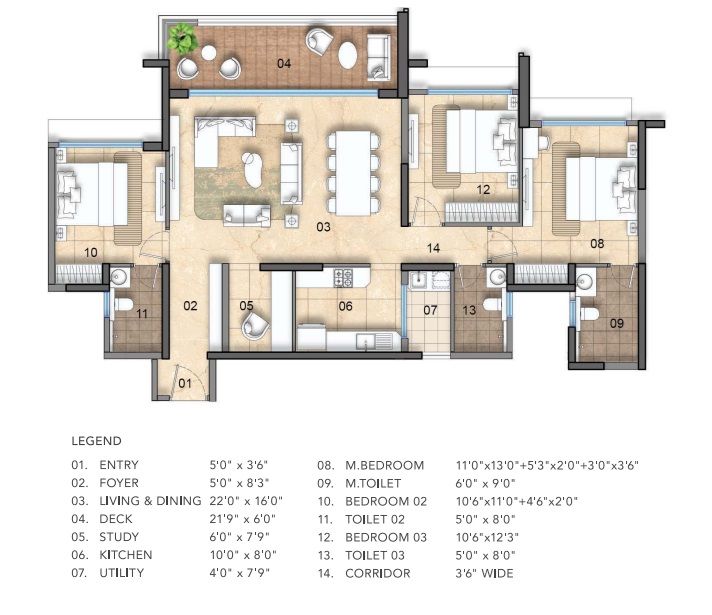 04
12
03
10
08
14
02
05
06
07
13
11
09
01
LEGEND
01. ENTRY 5'0" x 3'6"
02. FOYER 5'0" x 8'3"
03. LIVING & DINING 22'0" x 16'0"
04. DECK 21'9" x 6'0"
05. STUDY 6'0" x 7'9"
06. KITCHEN 10'0" x 8'0"
07. UTILITY 4'0" x 7'9"
08. M.BEDROOM 11'0"x13'0"+5'3"x2'0"+3'0"x3'6"
09. M.TOILET 6'0" x 9'0"
10. BEDROOM 02 10'6"x11'0"+4'6"x2'0"
11. TOILET 02 5'0" x 8'0"
12. BEDROOM 03 10'6"x12'3"
13. TOILET 03 5'0" x 8'0"
14. CORRIDOR 3'6" WIDE